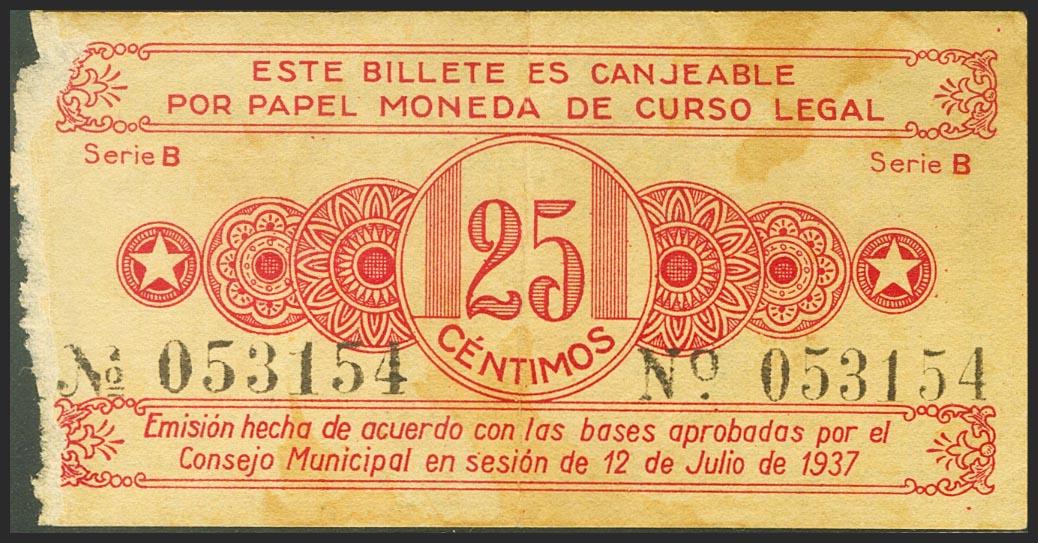 ESTE BILLETE ES CANJEABLE
POR PAPEL MONEDA DE CURSO LEGAL
Serie B Serie B
25
CÉNTIMOS
Nº 053154 Nº 053154
Emisión hecha de acuerdo con las bases aprobadas por el
Consejo Municipal en sesión de 12 de Julio de 1937